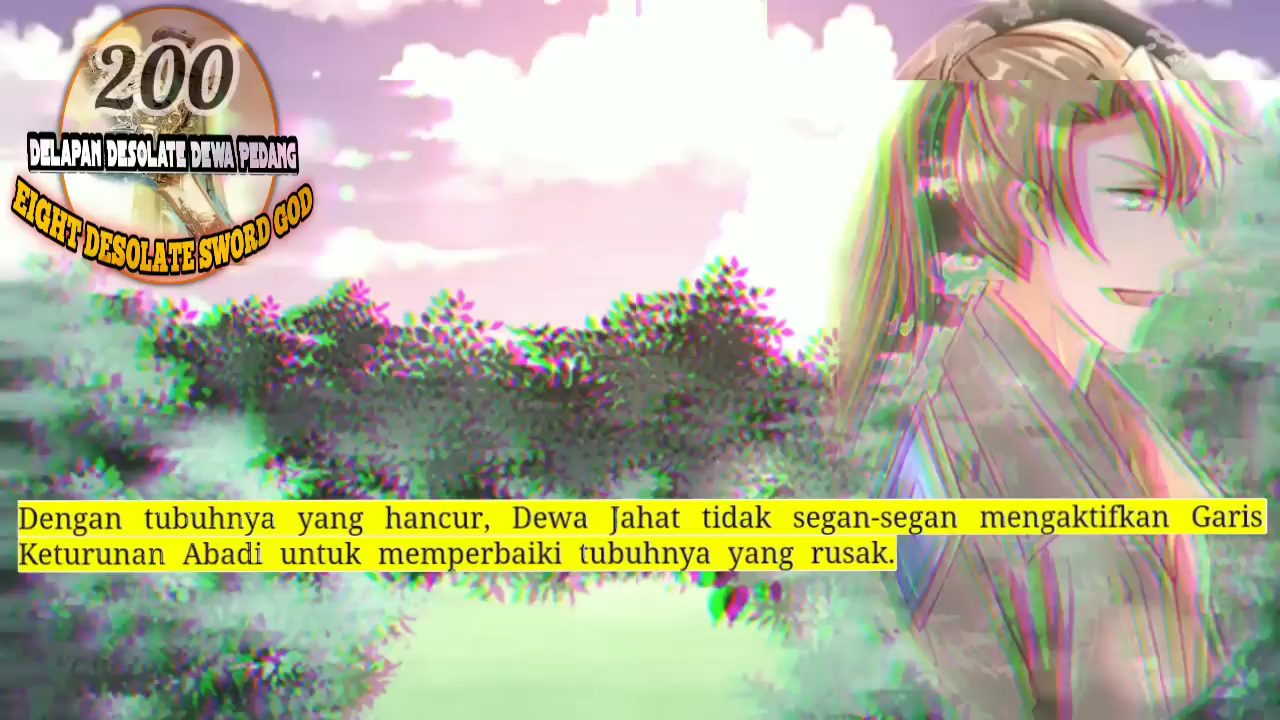 200
DELAPAN DESOLATE DEWA PEDANG
EIGHT DESOLATE SWORD GOD
Dengan tubuhnya yang hancur, Dewa Jahat tidak segan-segan mengaktifkan Garis
Keturunan Abadi untuk memperbaiki tubuhnya yang rusak.